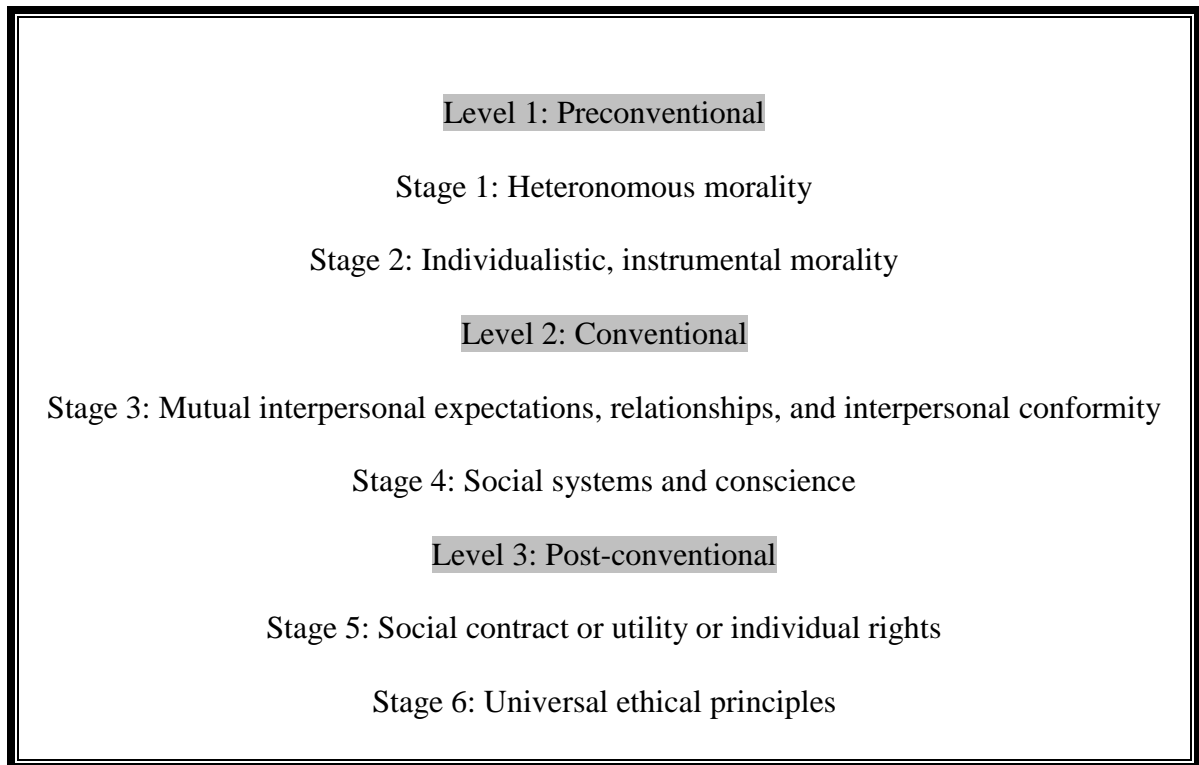 Level 1: Preconventional
Stage 1: Heteronomous morality
Stage 2: Individualistic, instrumental morality
Level 2: Conventional
Stage 3: Mutual interpersonal expectations, relationships, and interpersonal conformity
Stage 4: Social systems and conscience
Level 3: Post-conventional
Stage 5: Social contract or utility or individual rights
Stage 6: Universal ethical principles